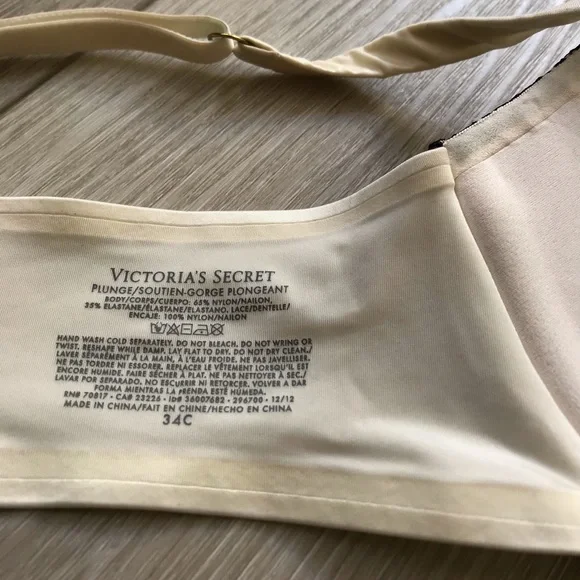 VICTORIA'S SECRET
PLUNGE/SOUTIEN-GORGE PLONGEANT
BODY/CORPS/CUERPO: 65% NYLON/NAILON,
35% ELASTANE/ÉLASTANE/ELASTANO. LACE/DENTELLE/
ENCAJE: 100% NYLON/NAILON
HAND WASH COLD SEPARATELY. DO NOT BLEACH. DO NOT WRING OR
TWIST. RESHAPE WHILE DAMP. LAY FLAT TO DRY. DO NOT DRY CLEAN./
LAVER SÉPARÉMENT À LA MAIN, À L'EAU FROIDE. NE PAS JAVELLISER.
NE PAS TORDRE NI ESSORER. REPLACER LE VÊTEMENT LORSQU'IL EST
ENCORE HUMIDE. FAIRE SÉCHER À PLAT. NE PAS NETTOYER À SEC./
LAVAR POR SEPARADO. NO ESCURRIR NI RETORCER. VOLVER A DAR
FORMA MIENTRAS LA PRENDA ESTÉ HÚMEDA.
RN# 70817 • CA# 23226 • ID# 36007682 • 296700 • 12/12
MADE IN CHINA/FAIT EN CHINE/HECHO EN CHINA
34C